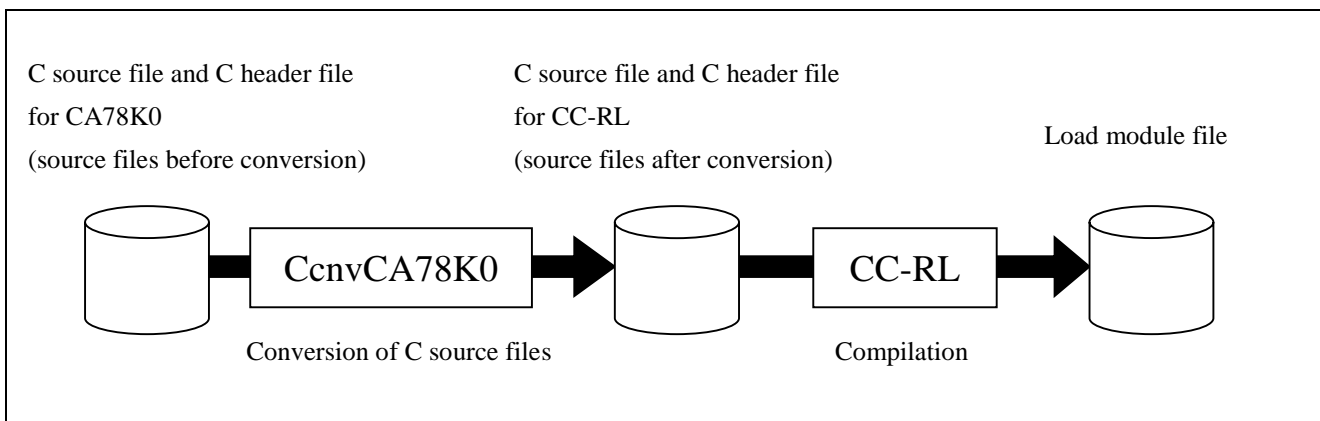 C source file and C header file
for CA78K0
(source files before conversion)
C source file and C header file
for CC-RL
(source files after conversion)
Load module file
CcnvCA78K0
CC-RL
Conversion of C source files
Compilation